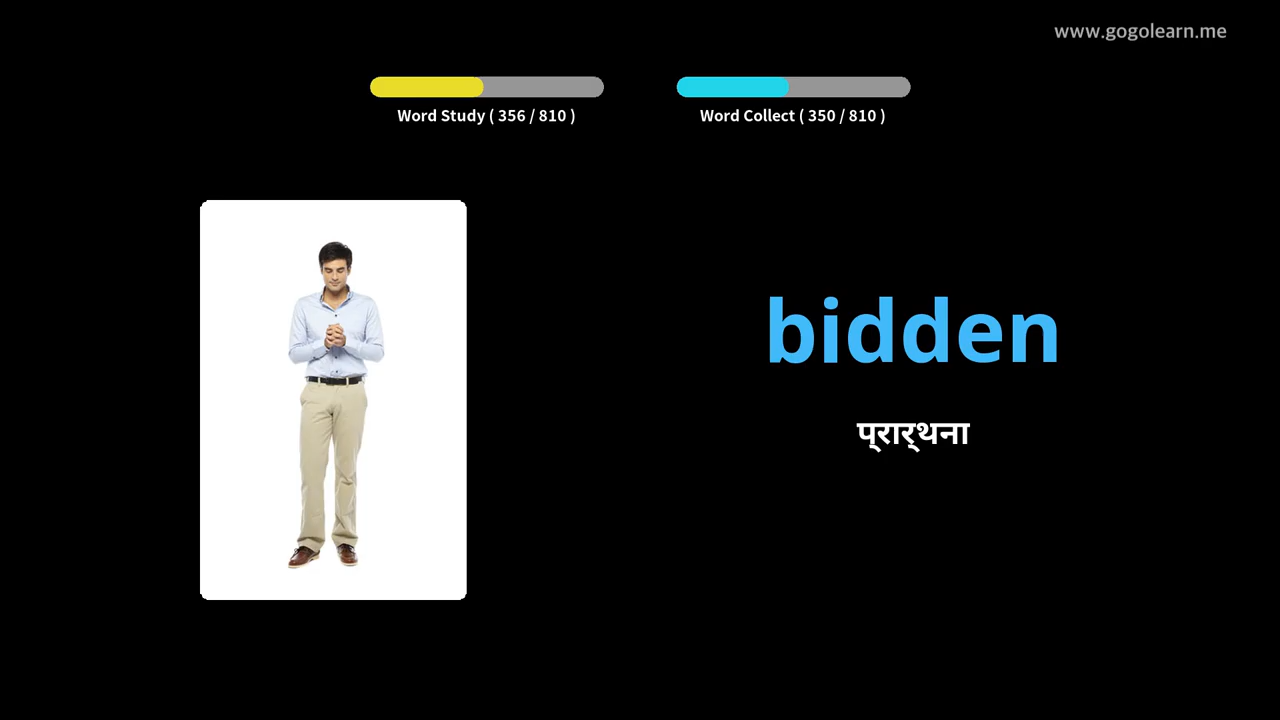 www.gogolearn.me
Word Study ( 356 / 810 )
Word Collect ( 350 / 810 )
bidden
प्रार्थना